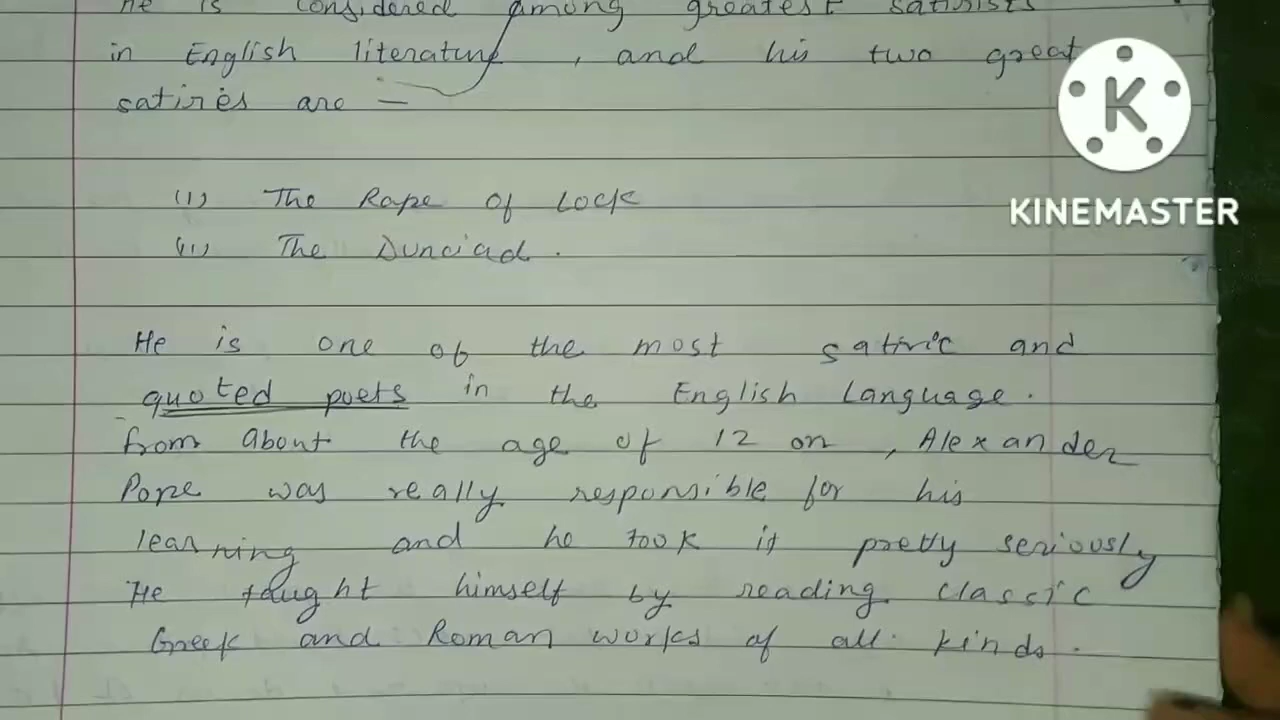 He is considered among greatest satirists
in English literature, and his two great
satires are —
(i) The Rape of Lock
(ii) The Dunciad.
He is one of the most satiric and
quoted poets in the English Language.
from about the age of 12 on, Alexander
Pope was really responsible for his
learning and he took it pretty seriously
He taught himself by reading classic
Greek and Roman works of all kinds.
K
KINEMASTER